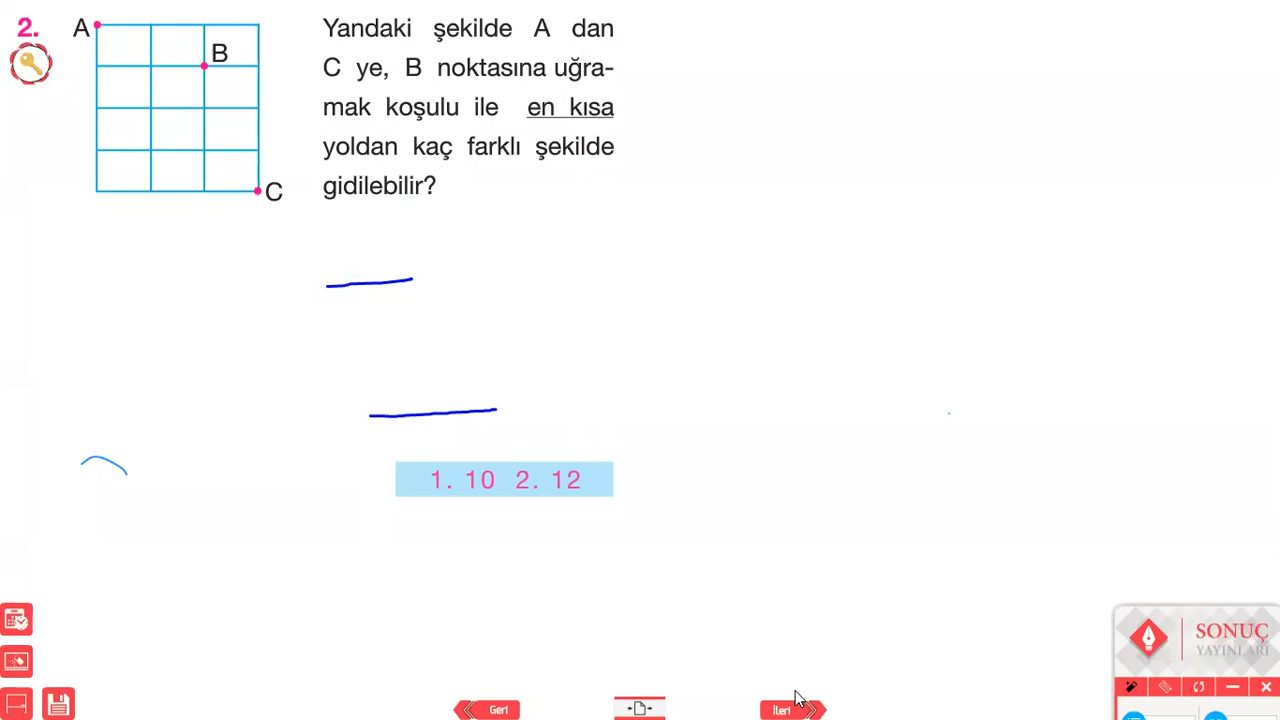 2.
A
B
C
Yandaki şekilde A dan
C ye, B noktasına uğra-
mak koşulu ile en kısa
yoldan kaç farklı şekilde
gidilebilir?
1. 10 2. 12
SONUÇ
YAYINLARI
Geri
İleri